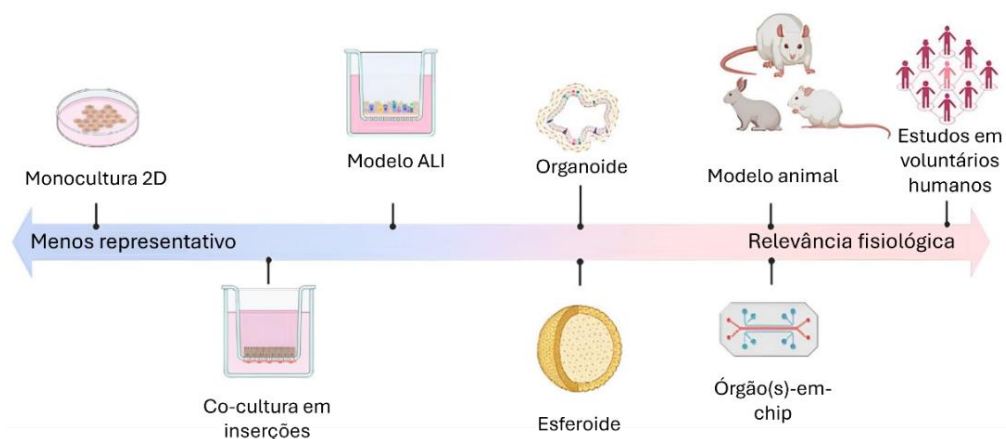 Monocultura 2D
Modelo ALI
Organoide
Modelo animal
Estudos em
voluntários
humanos
Menos representativo
Relevância fisiológica
Co-cultura em
inserções
Esferoide
Órgão(s)-em-
chip